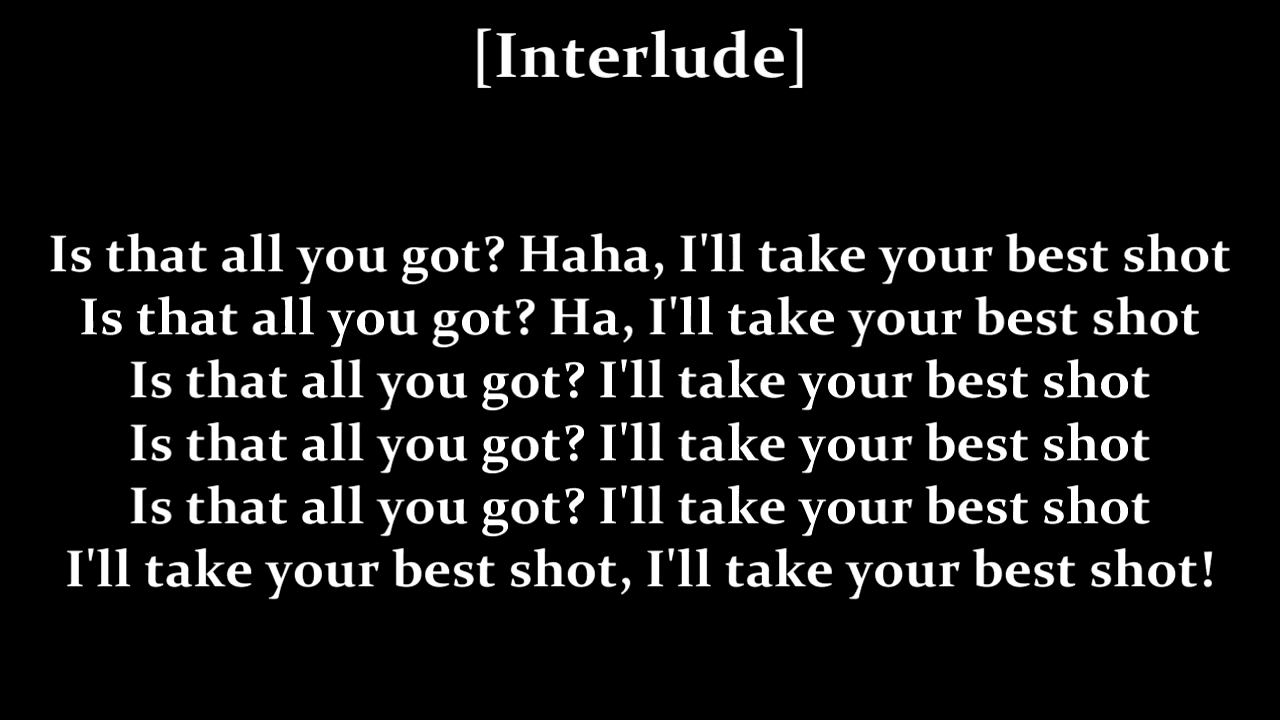 [Interlude]
Is that all you got? Haha, I'll take your best shot
Is that all you got? Ha, I'll take your best shot
Is that all you got? I'll take your best shot
Is that all you got? I'll take your best shot
Is that all you got? I'll take your best shot
I'll take your best shot, I'll take your best shot!